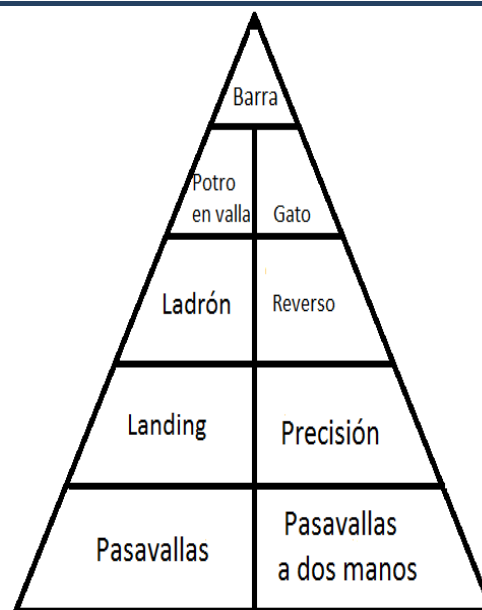 Barra
Potro
en valla
Gato
Ladrón
Reverso
Landing
Precisión
Pasavallas
Pasavallas
a dos manos